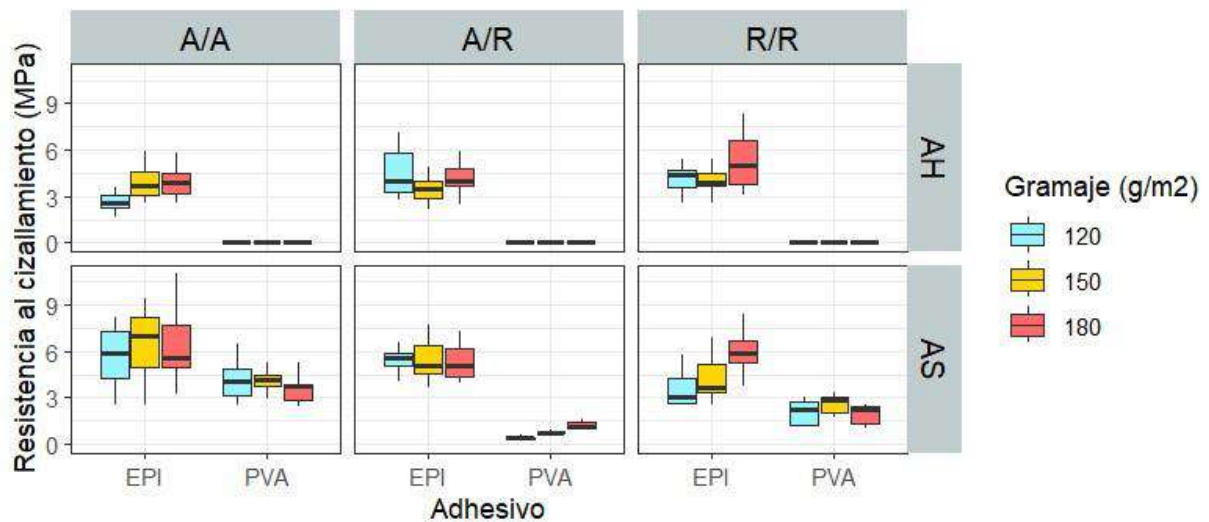 A/A A/R R/R
Resistencia al cizallamiento (MPa)
9
6
3
0
AH
9
6
3
0
AS
EPI PVA EPI PVA EPI PVA
Adhesivo
Gramaje (g/m2)
120
150
180